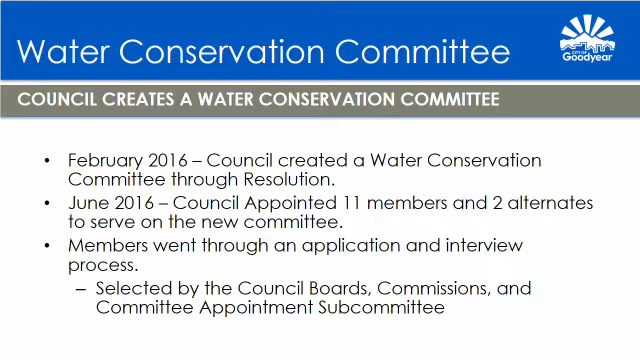 Water Conservation Committee
CITY OF
Goodyear
COUNCIL CREATES A WATER CONSERVATION COMMITTEE
• February 2016 – Council created a Water Conservation
Committee through Resolution.
• June 2016 – Council Appointed 11 members and 2 alternates
to serve on the new committee.
• Members went through an application and interview
process.
– Selected by the Council Boards, Commissions, and
Committee Appointment Subcommittee